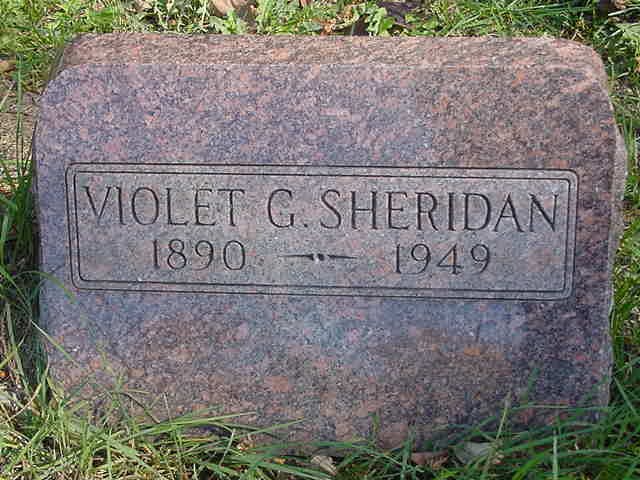 VIOLET G. SHERIDAN
1890 - 1949